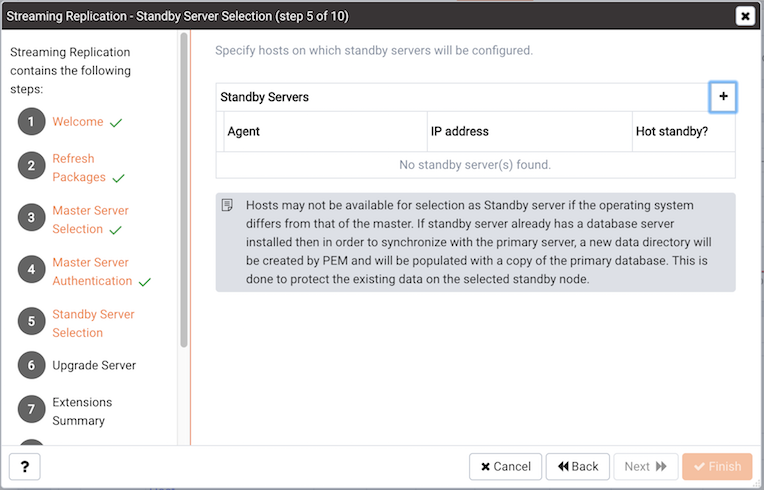 Streaming Replication - Standby Server Selection (step 5 of 10)
Streaming Replication
contains the following
steps:
1 Welcome
2 Refresh
Packages
3 Master Server
Selection
4 Master Server
Authentication
5 Standby Server
Selection
6 Upgrade Server
7 Extensions
Summary
Specify hosts on which standby servers will be configured.
Standby Servers +
Agent IP address Hot standby?
No standby server(s) found.
Hosts may not be available for selection as Standby server if the operating system
differs from that of the master. If standby server already has a database server
installed then in order to synchronize with the primary server, a new data directory will
be created by PEM and will be populated with a copy of the primary database. This is
done to protect the existing data on the selected standby node.
? Cancel Back Next Finish